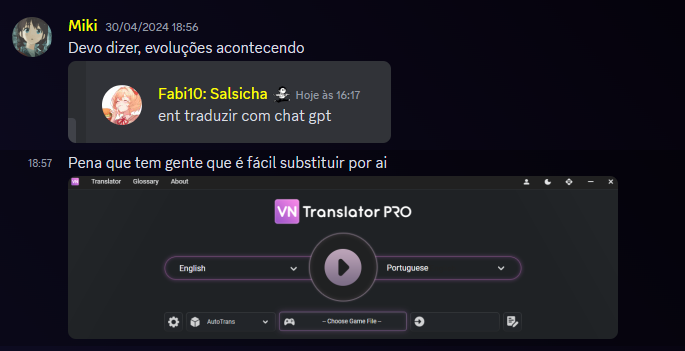 Miki 30/04/2024 18:56
Devo dizer, evoluções acontecendo
Fabi10: Salsicha Hoje às 16:17
ent traduzir com chat gpt
18:57 Pena que tem gente que é fácil substituir por ai
VN Translator Glossary About
VN Translator PRO
English Portuguese
AutoTrans -- Choose Game File --